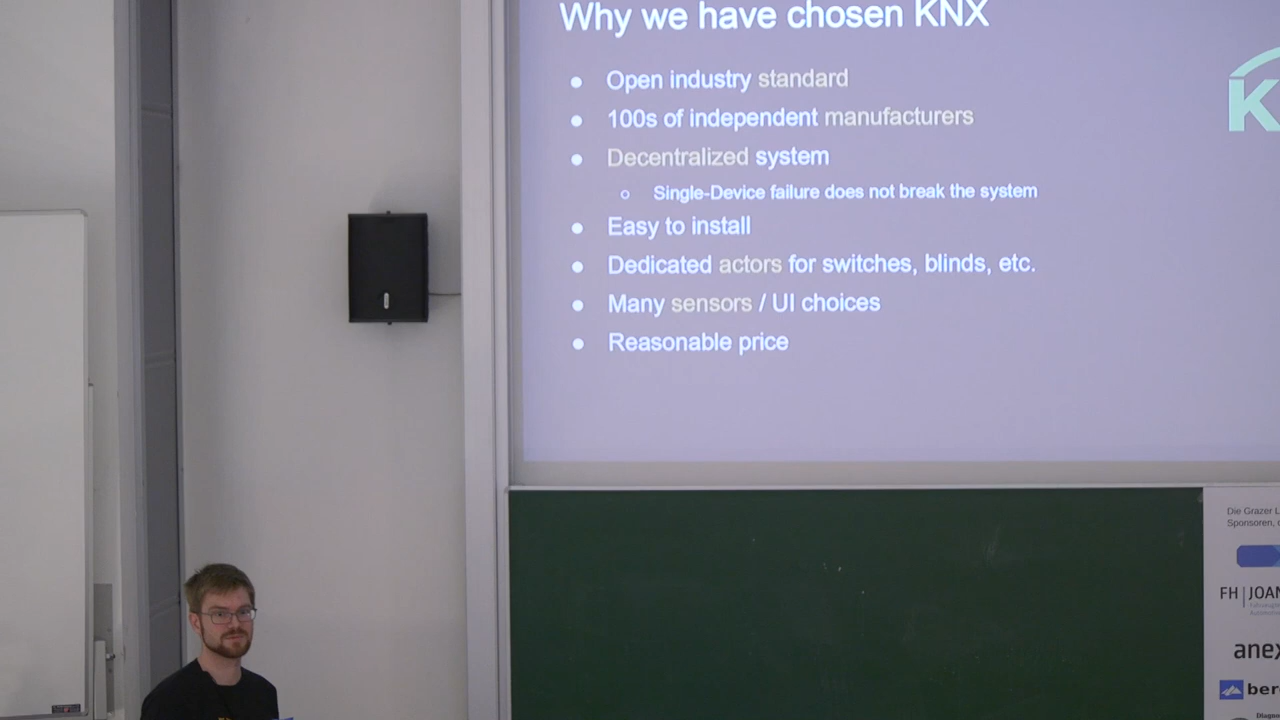 Why we have chosen KNX
Open industry standard
100s of independent manufacturers
Decentralized system
Single-Device failure does not break the system
Easy to install
Dedicated actors for switches, blinds, etc.
Many sensors / UI choices
Reasonable price
K
Die Grazer L
Sponsoren,
FH | JOAN
anex
ber
Diagno